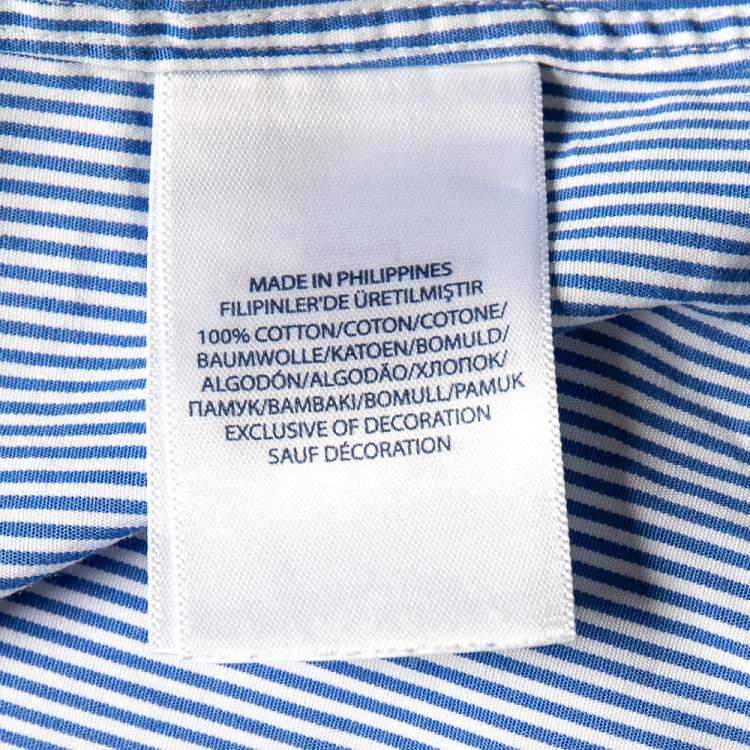 MADE IN PHILIPPINES
FILIPINLER'DE ÜRETILMIŞTIR
100% COTTON/COTON/COTONE/
BAUMWOLLE/KATOEN/BOMULD/
ALGODÓN/ALGODÃO/ХЛОПОК/
ПАМУК/BAMBAKI/BOMULL/PAMUK
EXCLUSIVE OF DECORATION
SAUF DÉCORATION